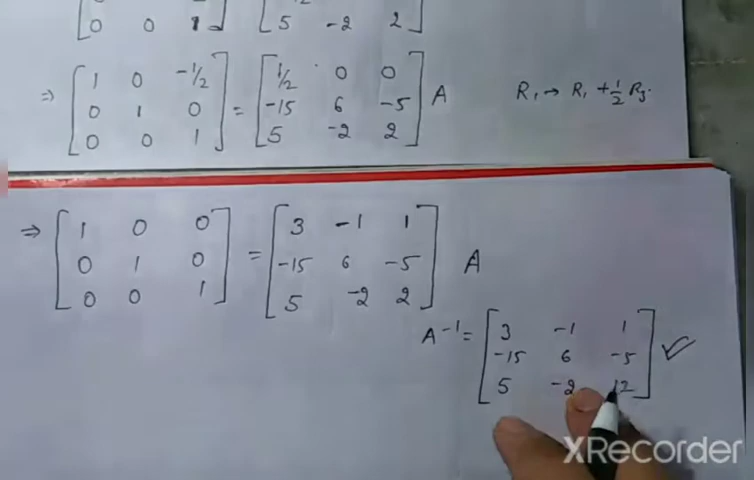 [0 0 1] [5 -2 2]
⇒ [1 0 -1/2] = [1/2 0 0]
[0 1 0] [-15 6 -5] A R₁ → R₁ + 1/2 R₃.
[0 0 1] [5 -2 2]
⇒ [1 0 0] = [3 -1 1]
[0 1 0] [-15 6 -5] A
[0 0 1] [5 -2 2]
A⁻¹ = [3 -1 1]
[-15 6 -5] ✓
[5 -2 2]
XRecorder